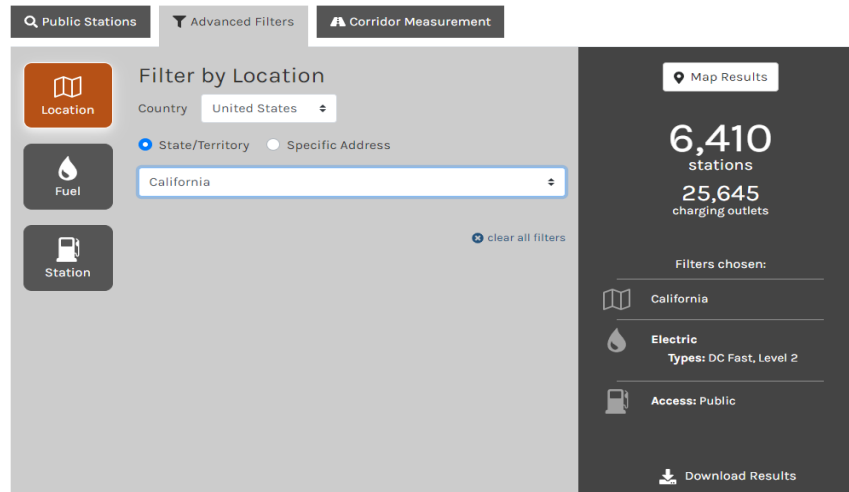 Public Stations
Advanced Filters
Corridor Measurement
Location
Fuel
Station
Filter by Location
Country United States
State/Territory Specific Address
California
clear all filters
Map Results
6,410
stations
25,645
charging outlets
Filters chosen:
California
Electric
Types: DC Fast, Level 2
Access: Public
Download Results